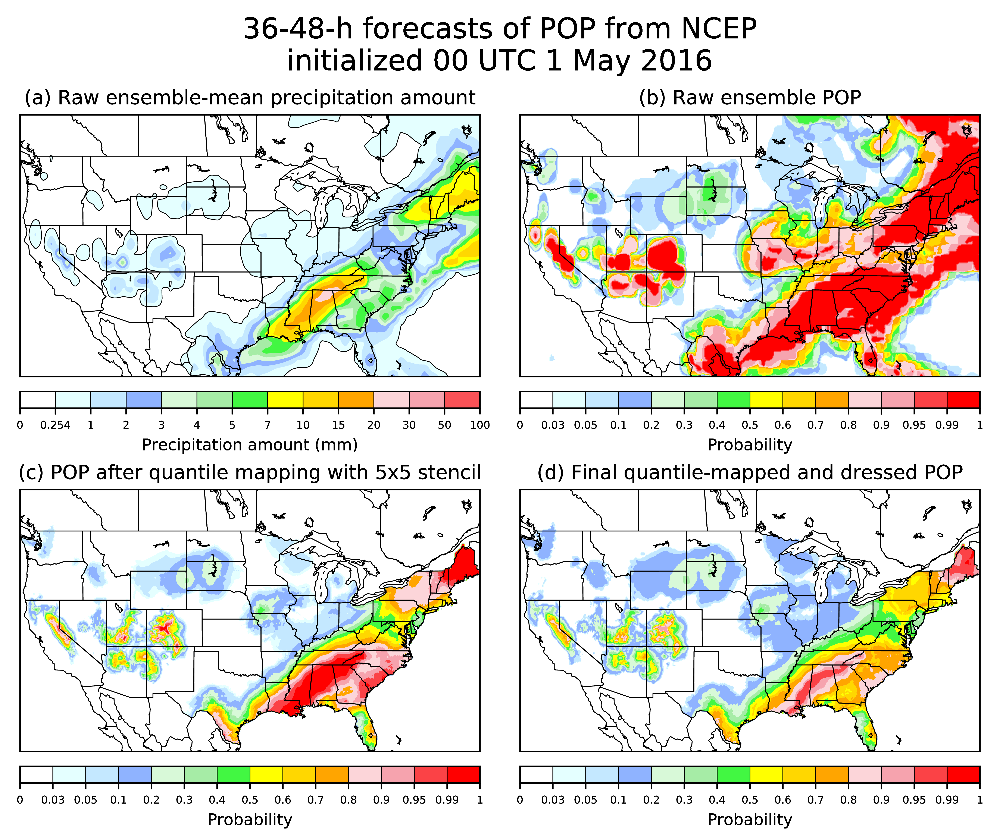 36-48-h forecasts of POP from NCEP
initialized 00 UTC 1 May 2016
(a) Raw ensemble-mean precipitation amount
(b) Raw ensemble POP
0 0.254 1 2 3 4 5 7 10 15 20 30 50 100
Precipitation amount (mm)
0 0.03 0.05 0.1 0.2 0.3 0.4 0.5 0.6 0.7 0.8 0.9 0.95 0.99 1
Probability
(c) POP after quantile mapping with 5x5 stencil
(d) Final quantile-mapped and dressed POP
0 0.03 0.05 0.1 0.2 0.3 0.4 0.5 0.6 0.7 0.8 0.9 0.95 0.99 1
Probability
0 0.03 0.05 0.1 0.2 0.3 0.4 0.5 0.6 0.7 0.8 0.9 0.95 0.99 1
Probability